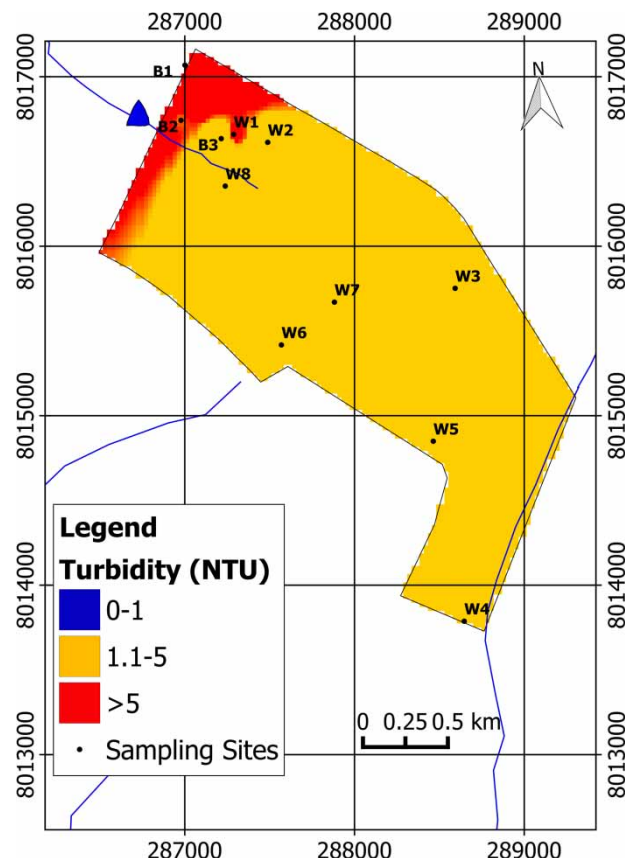 287000 288000 289000
N
8017000 8017000
B1
B2
W1
B3
W2
W8
8016000 8016000
W3
W7
W6
8015000 8015000
W5
Legend
Turbidity (NTU)
0-1
1.1-5
>5
Sampling Sites
8014000 8014000
W4
0 0.25 0.5 km
8013000 8013000
287000 288000 289000